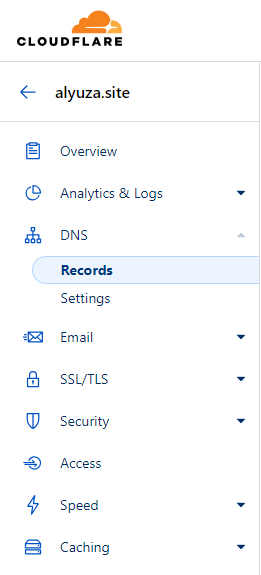 CLOUDFLARE
alyuza.site
Overview
Analytics & Logs
DNS
Records
Settings
Email
SSL/TLS
Security
Access
Speed
Caching